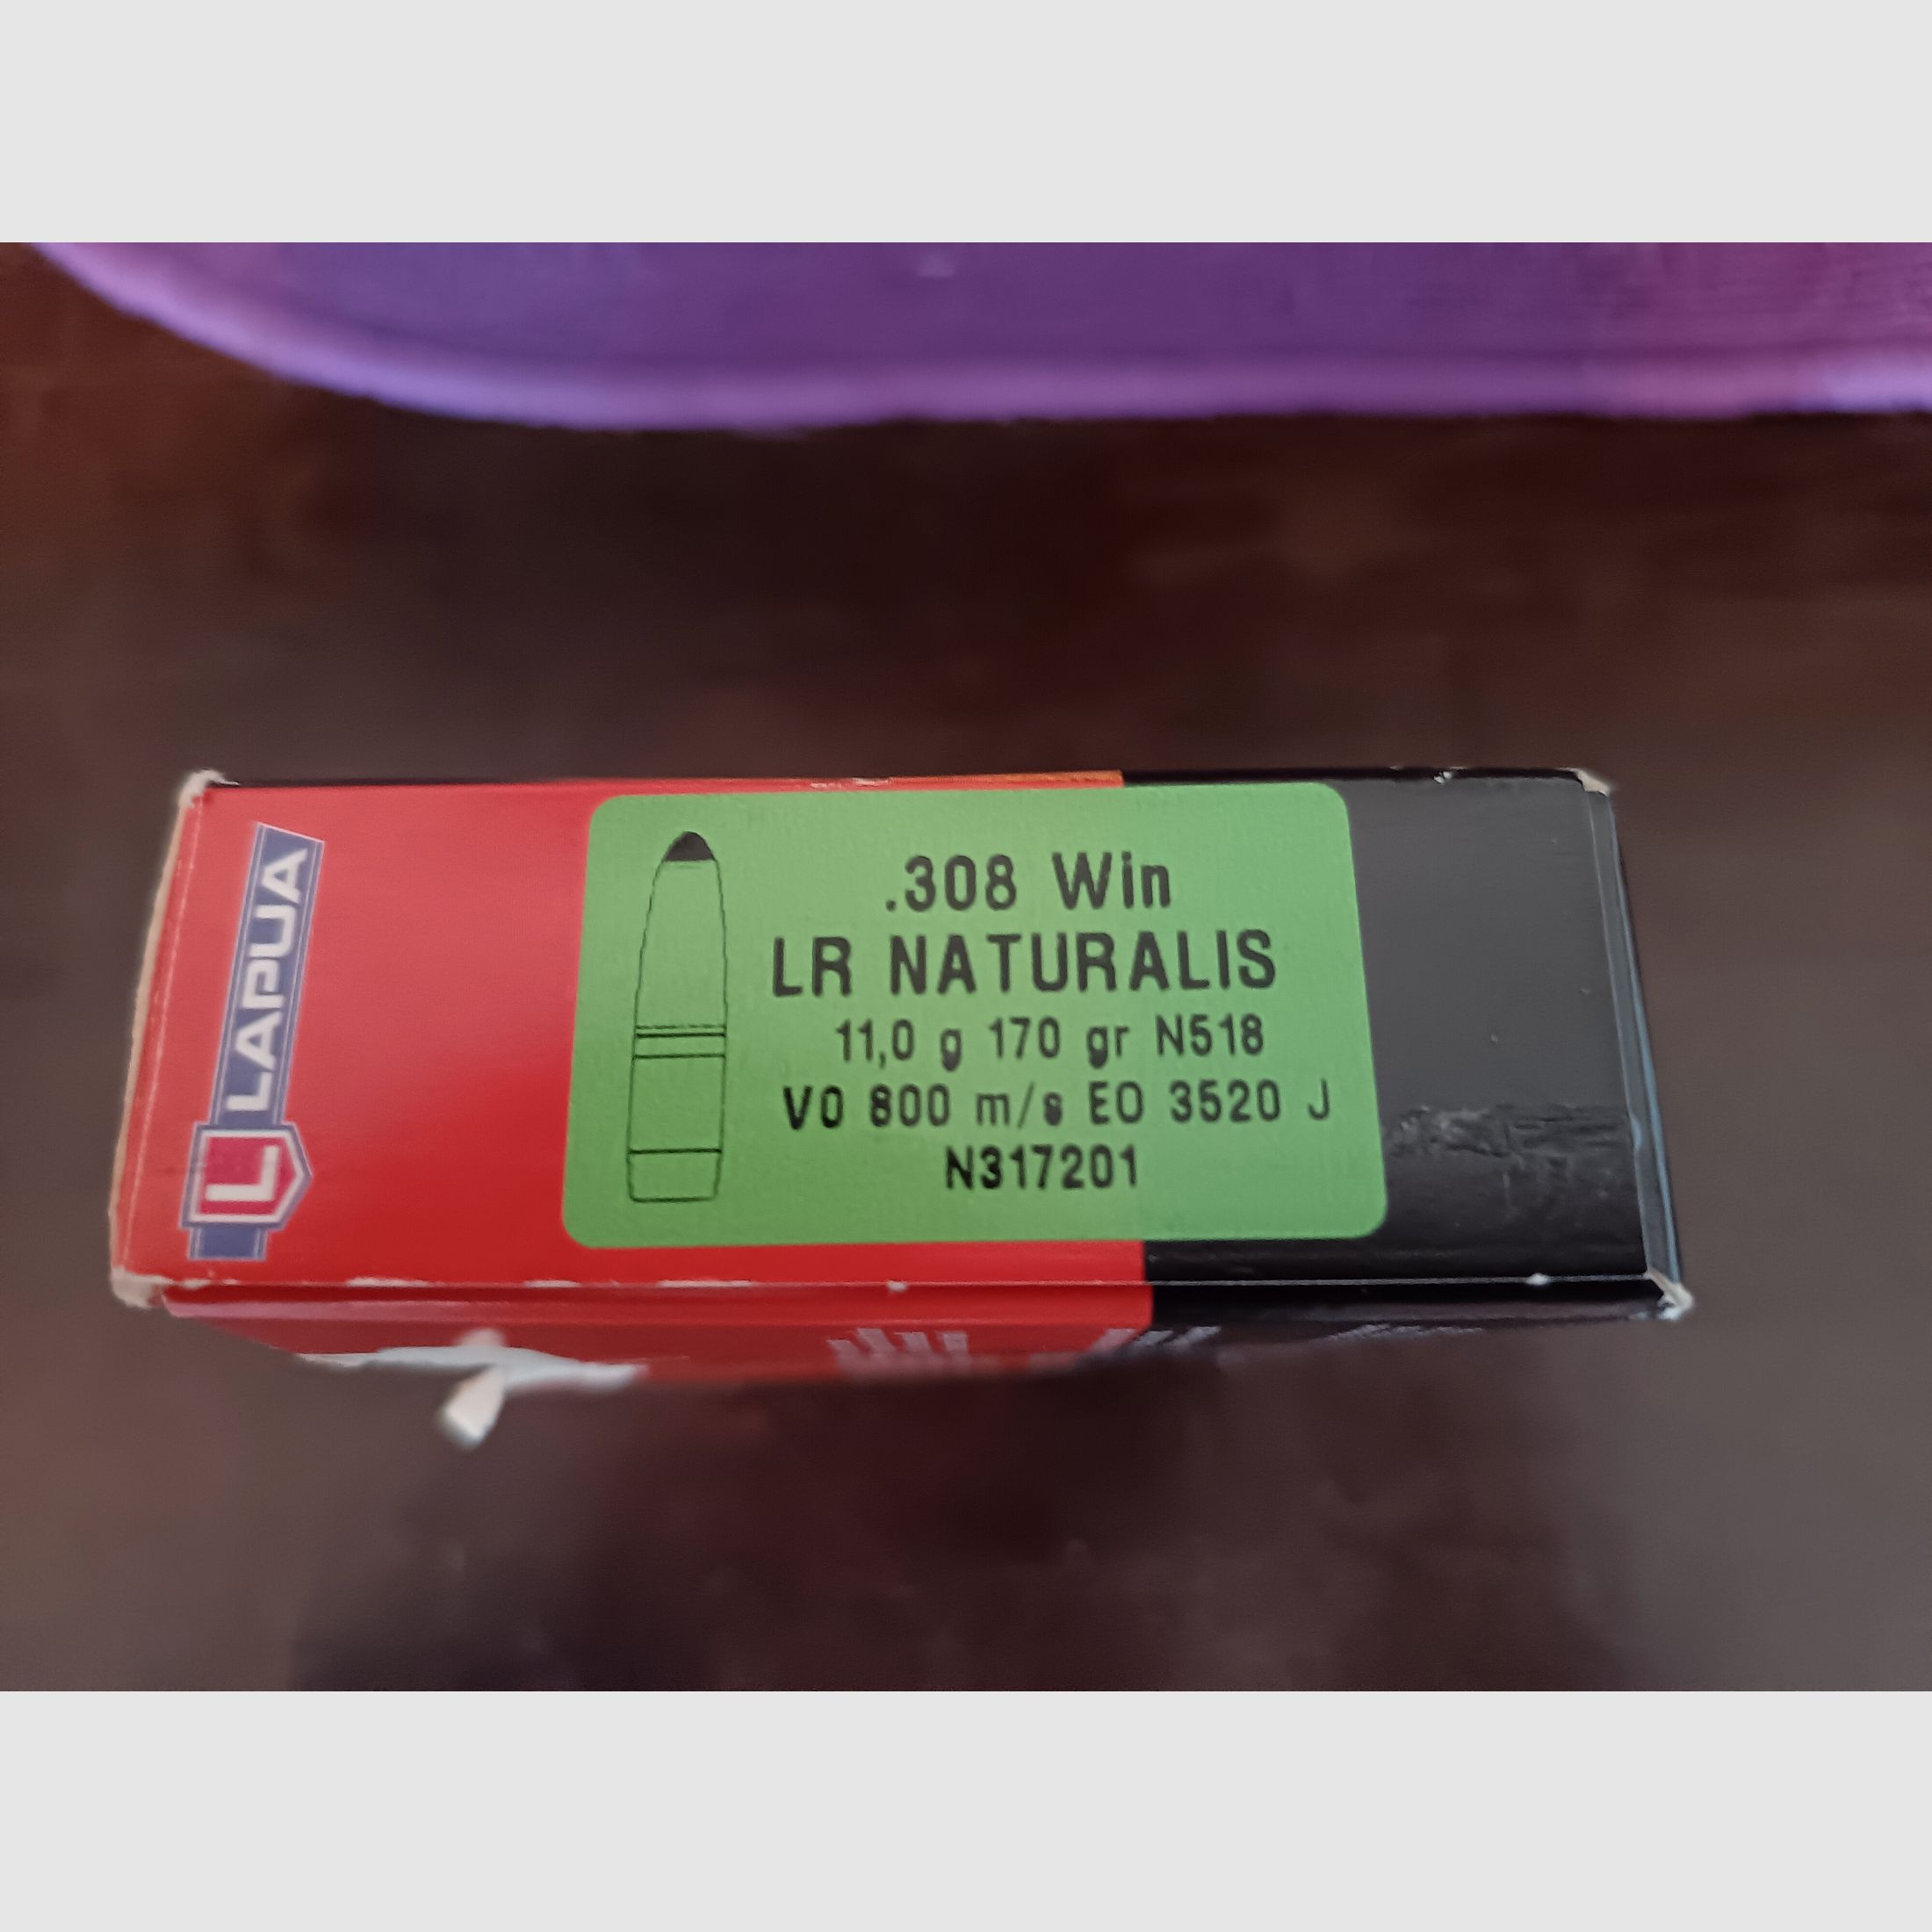 LAPUA
.308 Win
LR NATURALIS
11,0 g 170 gr N518
V0 800 m/s E0 3520 J
N317201